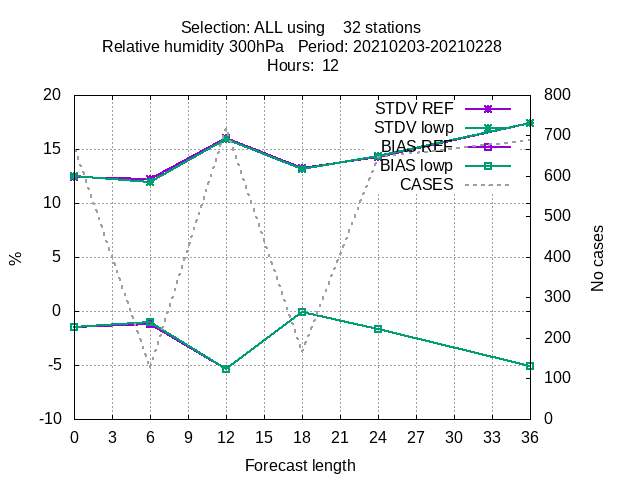 Selection: ALL using    32 stations
Relative humidity 300hPa   Period: 20210203-20210228
Hours:  12
STDV REF
STDV lowp
BIAS REF
BIAS lowp
CASES
20
15
10
5
0
-5
-10
%
800
700
600
500
400
300
200
100
0
No cases
0 3 6 9 12 15 18 21 24 27 30 33 36
Forecast length